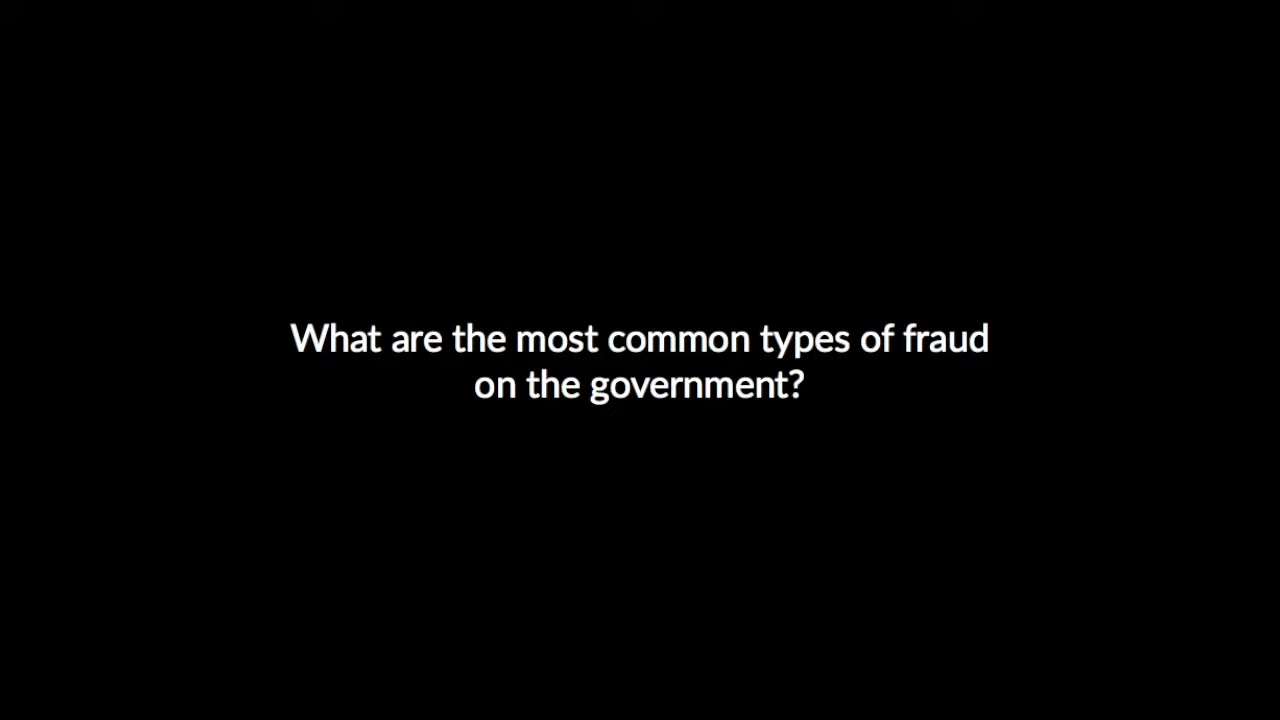 What are the most common types of fraud
on the government?